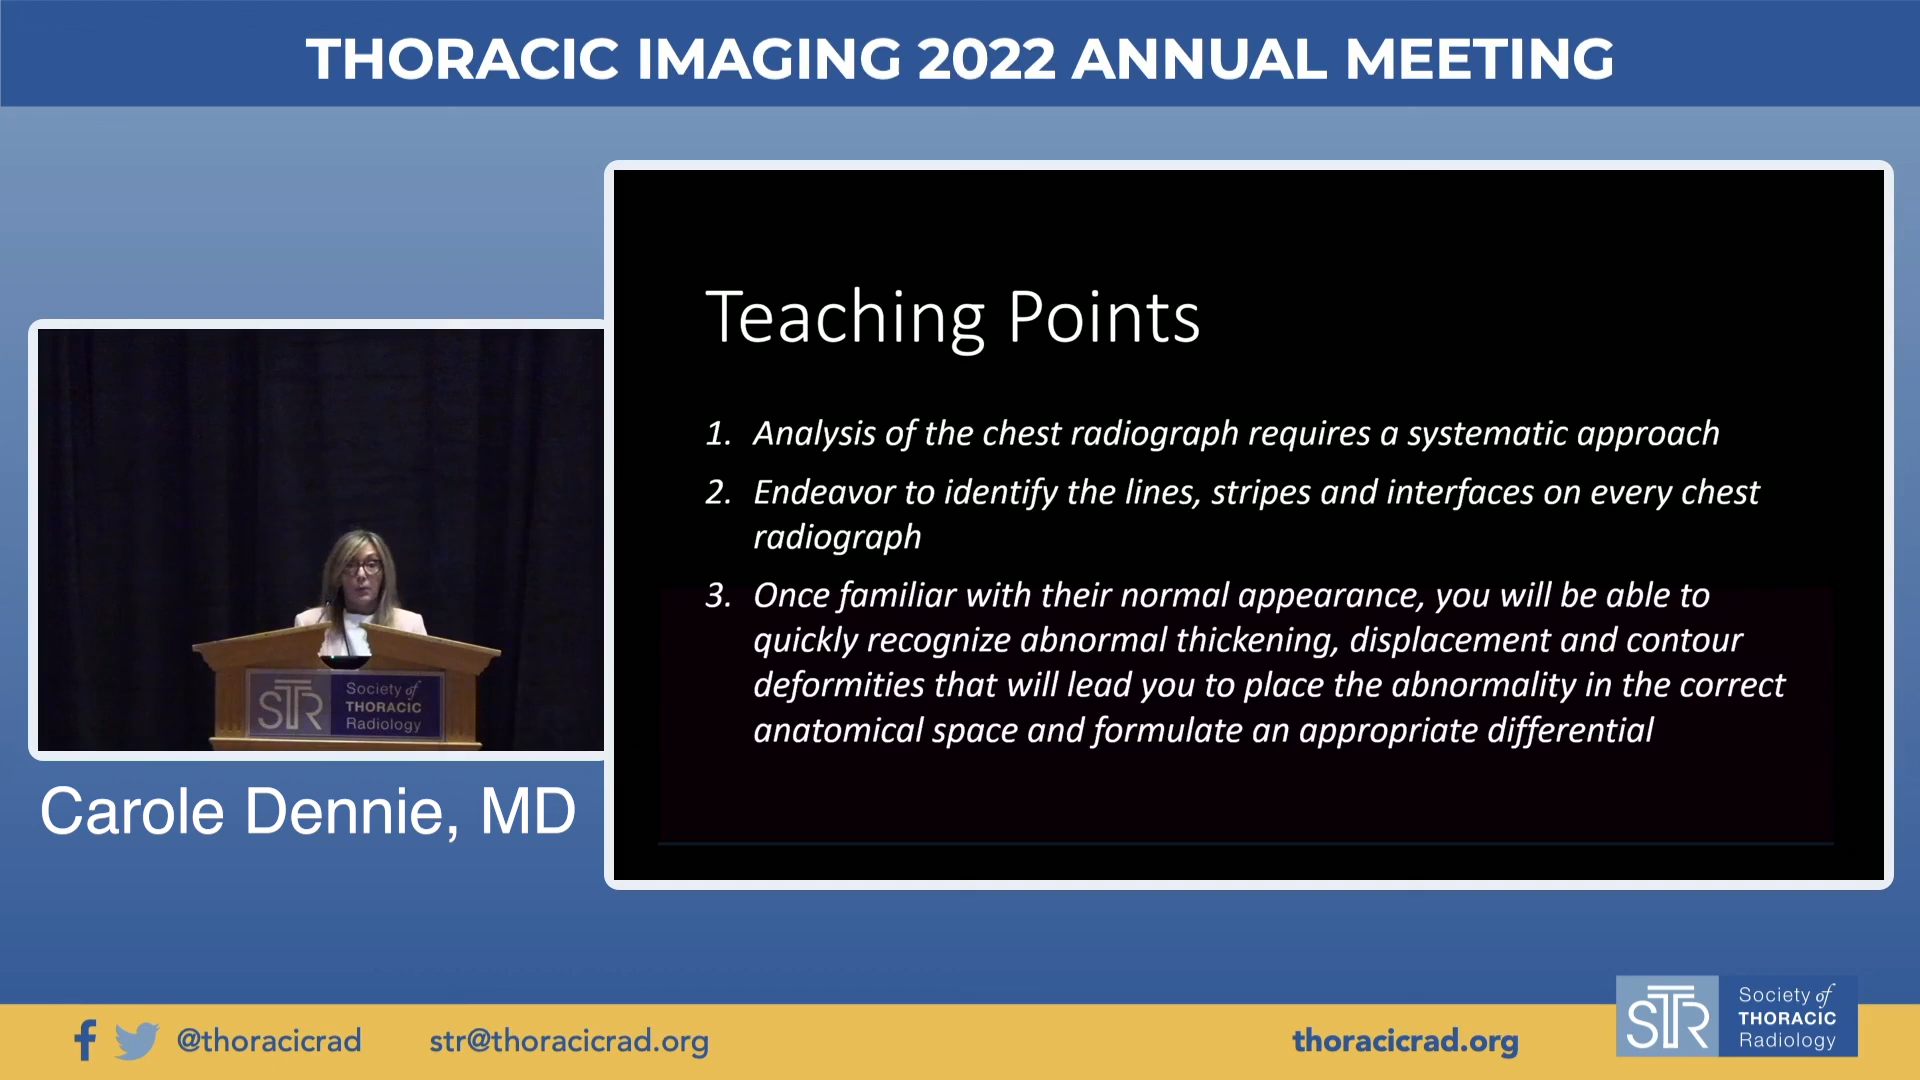 THORACIC IMAGING 2022 ANNUAL MEETING
Teaching Points
1. Analysis of the chest radiograph requires a systematic approach
2. Endeavor to identify the lines, stripes and interfaces on every chest
radiograph
3. Once familiar with their normal appearance, you will be able to
quickly recognize abnormal thickening, displacement and contour
deformities that will lead you to place the abnormality in the correct
anatomical space and formulate an appropriate differential
STR
Society of
THORACIC
Radiology
Carole Dennie, MD
@thoracicrad
str@thoracicrad.org
thoracicrad.org
STR
Society of
THORACIC
Radiology